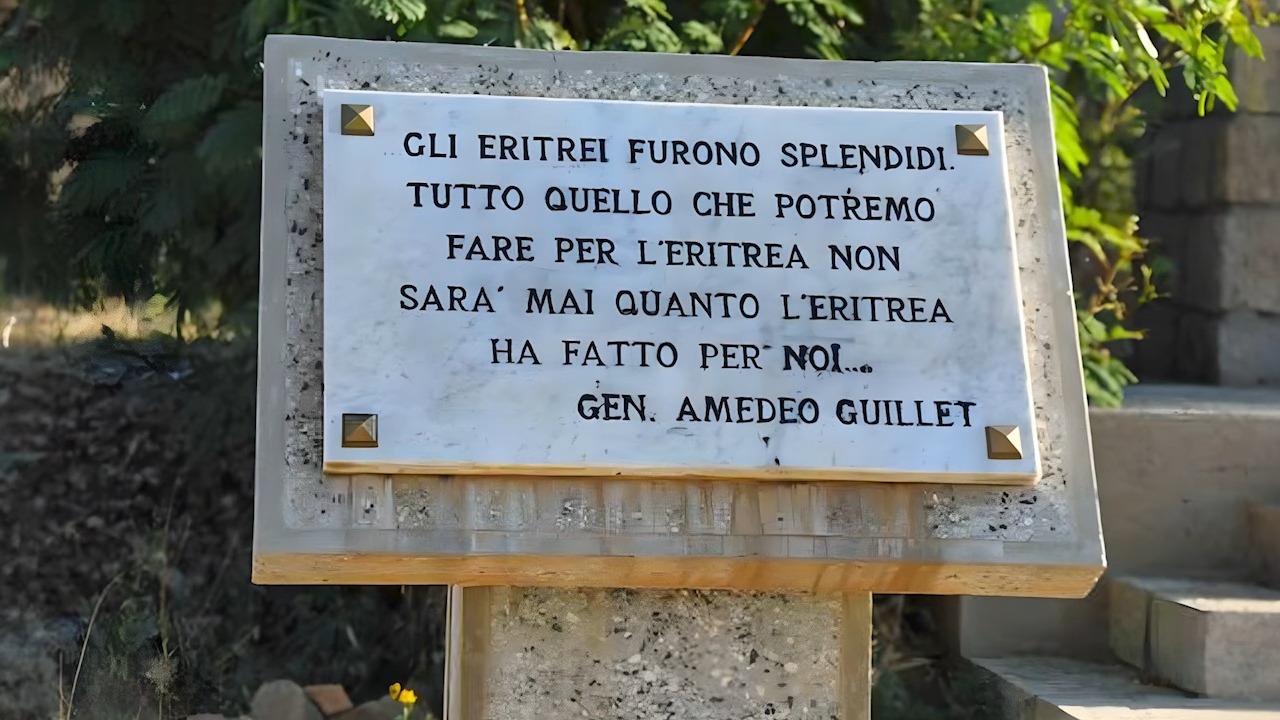 GLI ERITREI FURONO SPLENDIDI.
TUTTO QUELLO CHE POTREMO
FARE PER L'ERITREA NON
SARA' MAI QUANTO L'ERITREA
HA FATTO PER NOI...
GEN. AMEDEO GUILLET